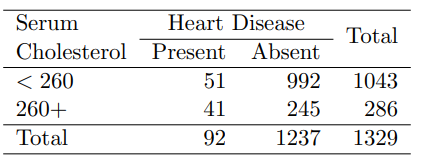 Serum Heart Disease Total
Cholesterol Present Absent
< 260 51 992 1043
260+ 41 245 286
Total 92 1237 1329